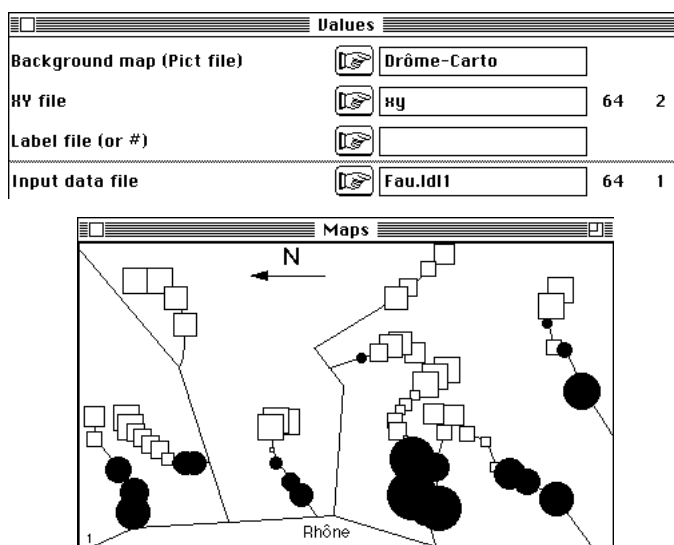 Values
Background map (Pict file) Drôme-Carto
XY file xy 64 2
Label file (or #)
Input data file Fau.ldl1 64 1
Maps
N
Rhône
1